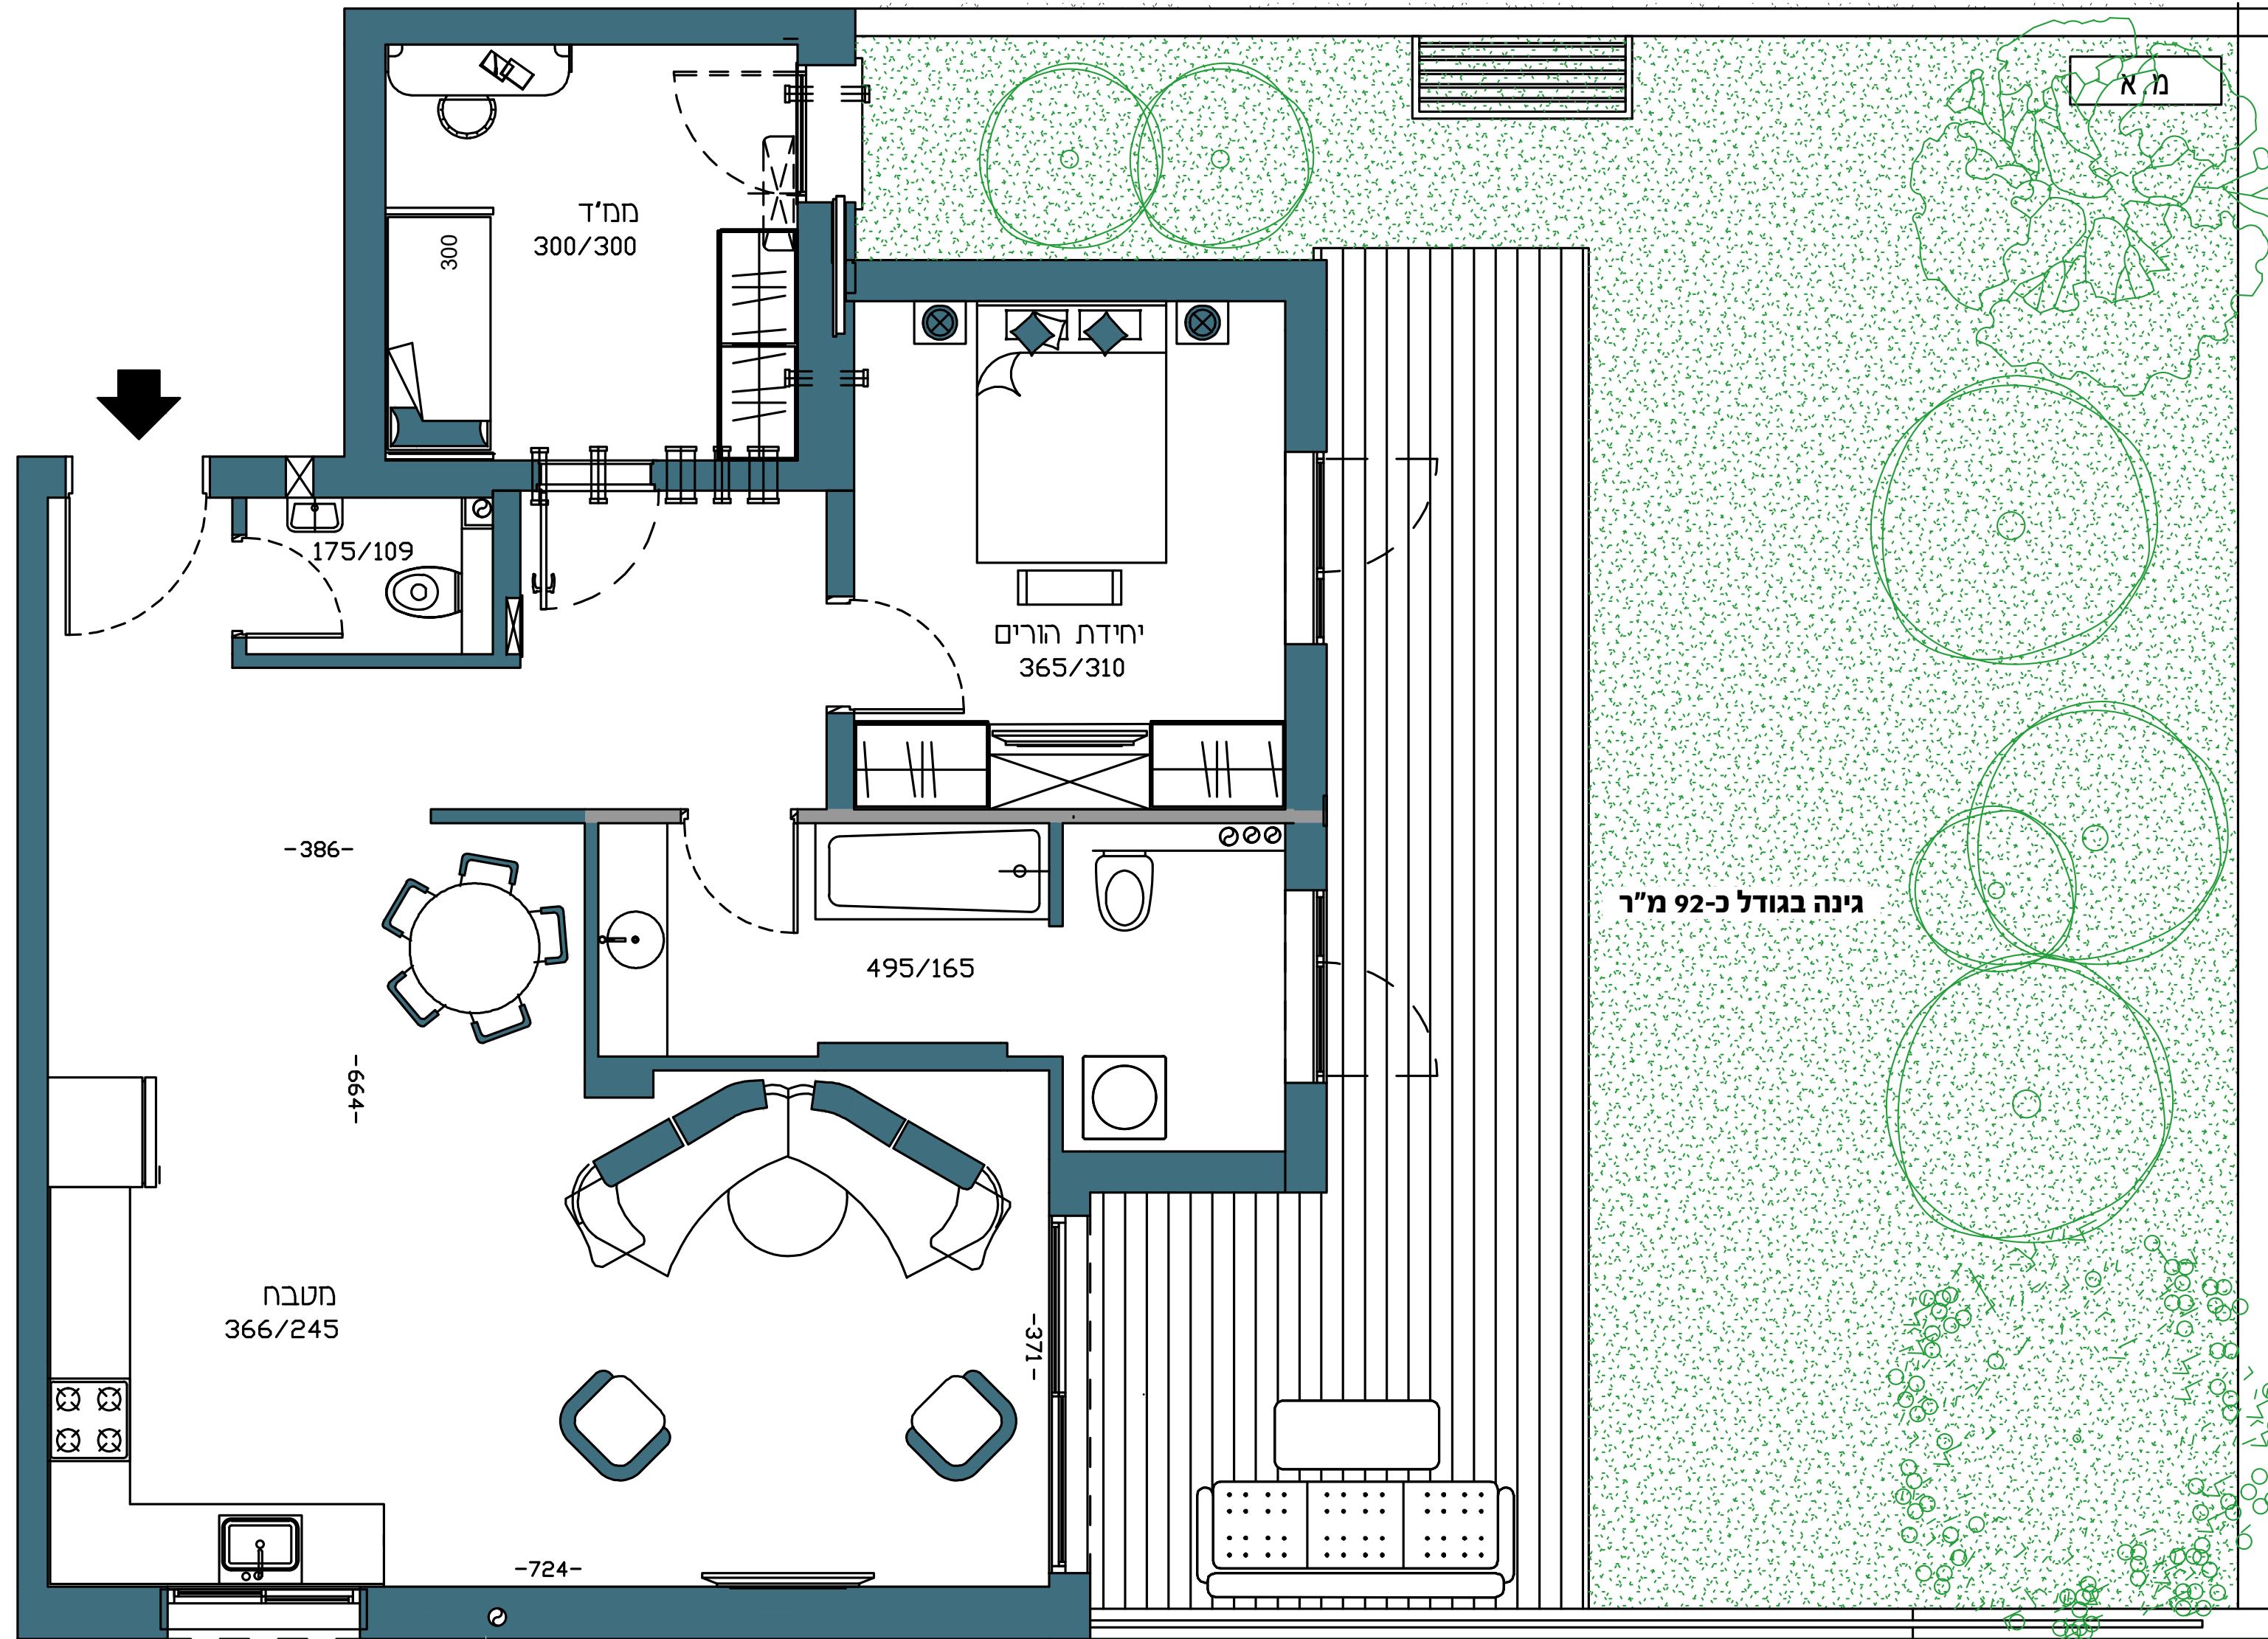 מ.א
ממ'ד
300/300
300
175/109
יחידת הורים
365/310
-386-
גינה בגודל כ-92 מ"ר
495/165
-664-
מטבח
366/245
-371-
-724-